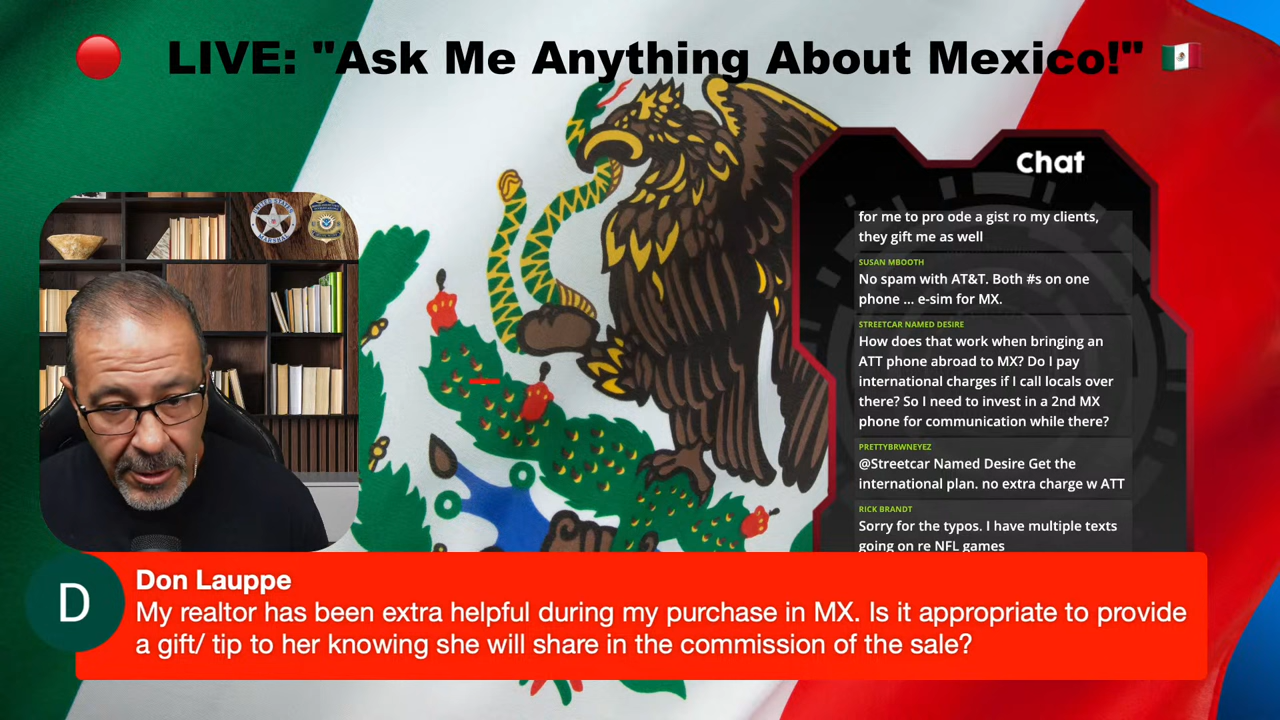 LIVE: "Ask Me Anything About Mexico!"
Chat
for me to pro ode a gist ro my clients,
they gift me as well
SUSAN MBOOTH
No spam with AT&T. Both #s on one
phone ... e-sim for MX.
STREETCAR NAMED DESIRE
How does that work when bringing an
ATT phone abroad to MX? Do I pay
international charges if I call locals over
there? So I need to invest in a 2nd MX
phone for communication while there?
PRETTYBRWNEYEZ
@Streetcar Named Desire Get the
international plan. no extra charge w ATT
RICK BRANDT
Sorry for the typos. I have multiple texts
going on re NFL games
D
Don Lauppe
My realtor has been extra helpful during my purchase in MX. Is it appropriate to provide
a gift/ tip to her knowing she will share in the commission of the sale?